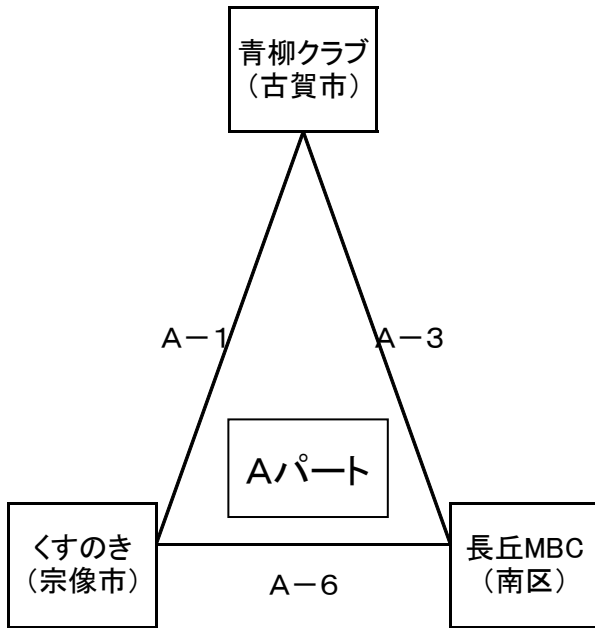 青柳クラブ
（古賀市）
A－1
A－3
Aパート
くすのき
（宗像市）
A－6
長丘MBC
（南区）